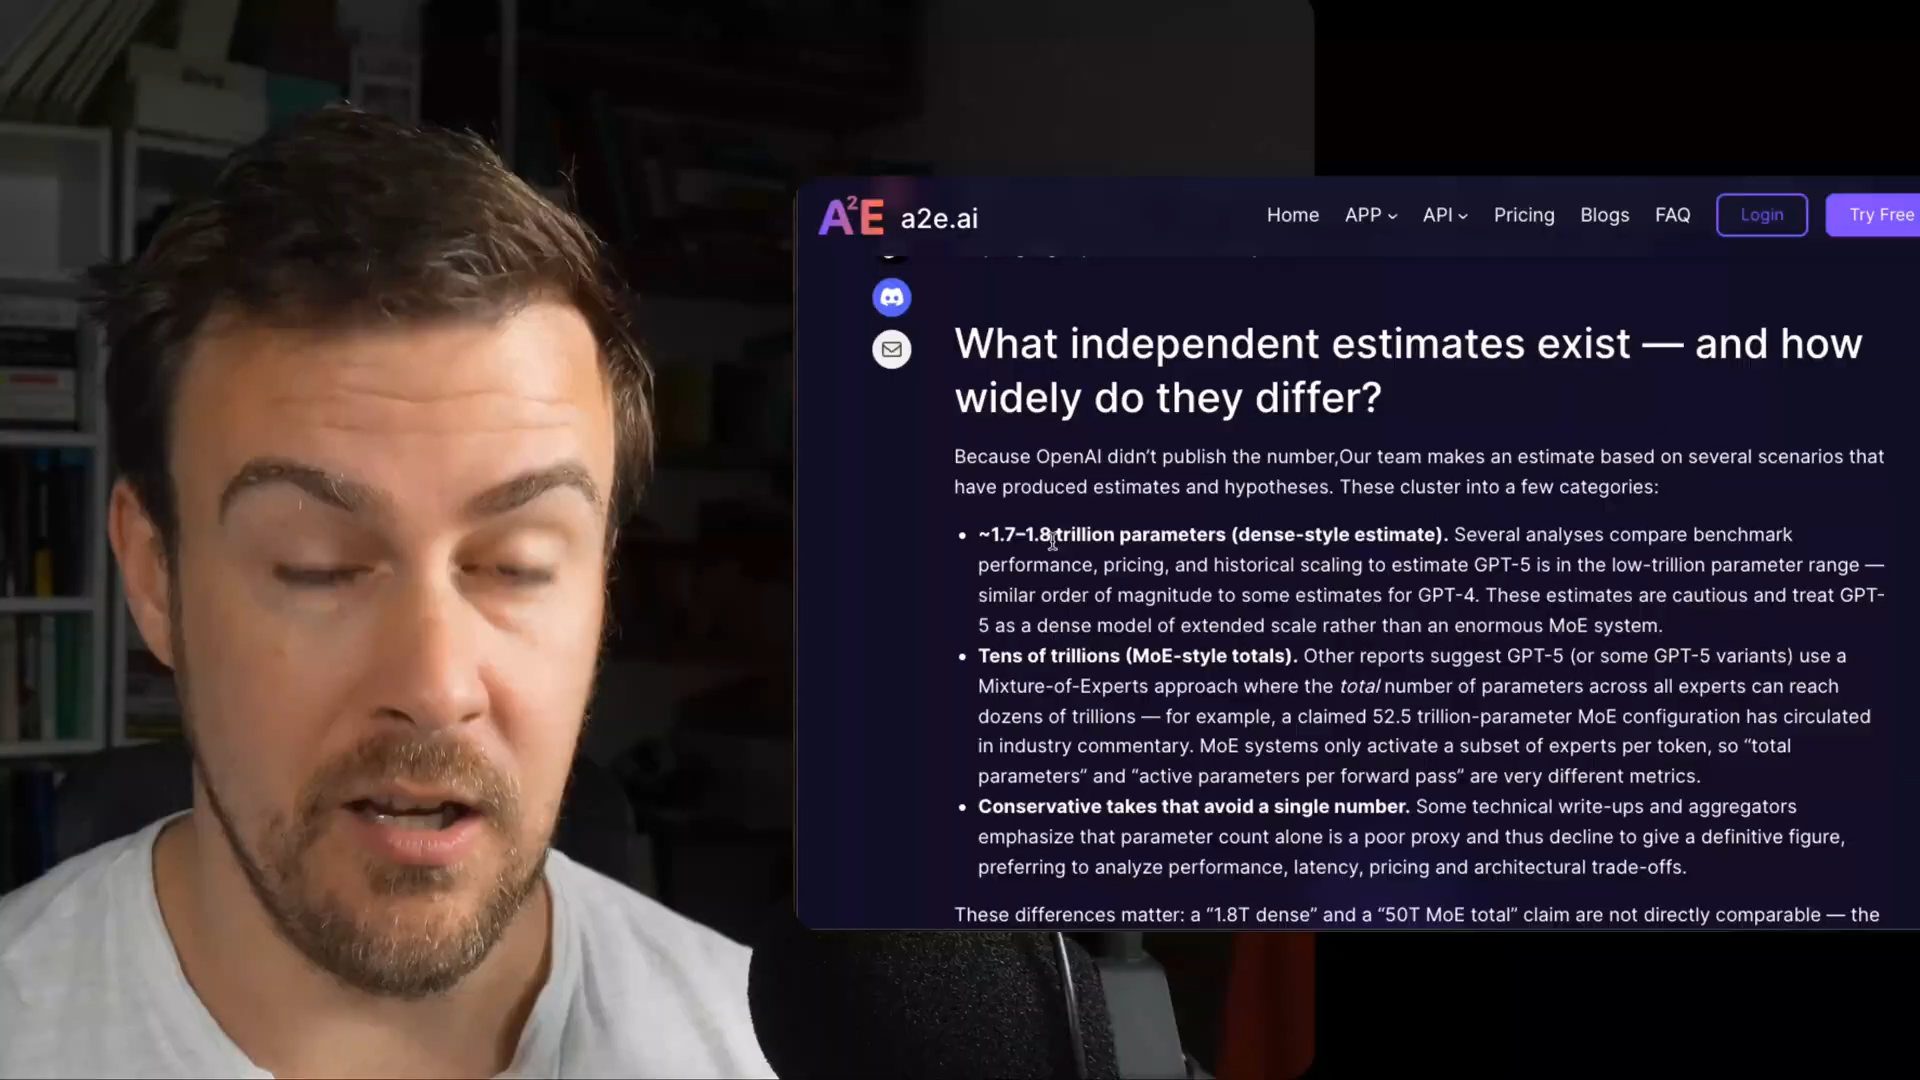 A2E a2e.ai
Home APP API Pricing Blogs FAQ Login Try Free
What independent estimates exist — and how
widely do they differ?
Because OpenAI didn’t publish the number,Our team makes an estimate based on several scenarios that
have produced estimates and hypotheses. These cluster into a few categories:
• ~1.7–1.8 trillion parameters (dense-style estimate). Several analyses compare benchmark
performance, pricing, and historical scaling to estimate GPT-5 is in the low-trillion parameter range —
similar order of magnitude to some estimates for GPT-4. These estimates are cautious and treat GPT-
5 as a dense model of extended scale rather than an enormous MoE system.
• Tens of trillions (MoE-style totals). Other reports suggest GPT-5 (or some GPT-5 variants) use a
Mixture-of-Experts approach where the total number of parameters across all experts can reach
dozens of trillions — for example, a claimed 52.5 trillion-parameter MoE configuration has circulated
in industry commentary. MoE systems only activate a subset of experts per token, so “total
parameters” and “active parameters per forward pass” are very different metrics.
• Conservative takes that avoid a single number. Some technical write-ups and aggregators
emphasize that parameter count alone is a poor proxy and thus decline to give a definitive figure,
preferring to analyze performance, latency, pricing and architectural trade-offs.
These differences matter: a “1.8T dense” and a “50T MoE total” claim are not directly comparable — the